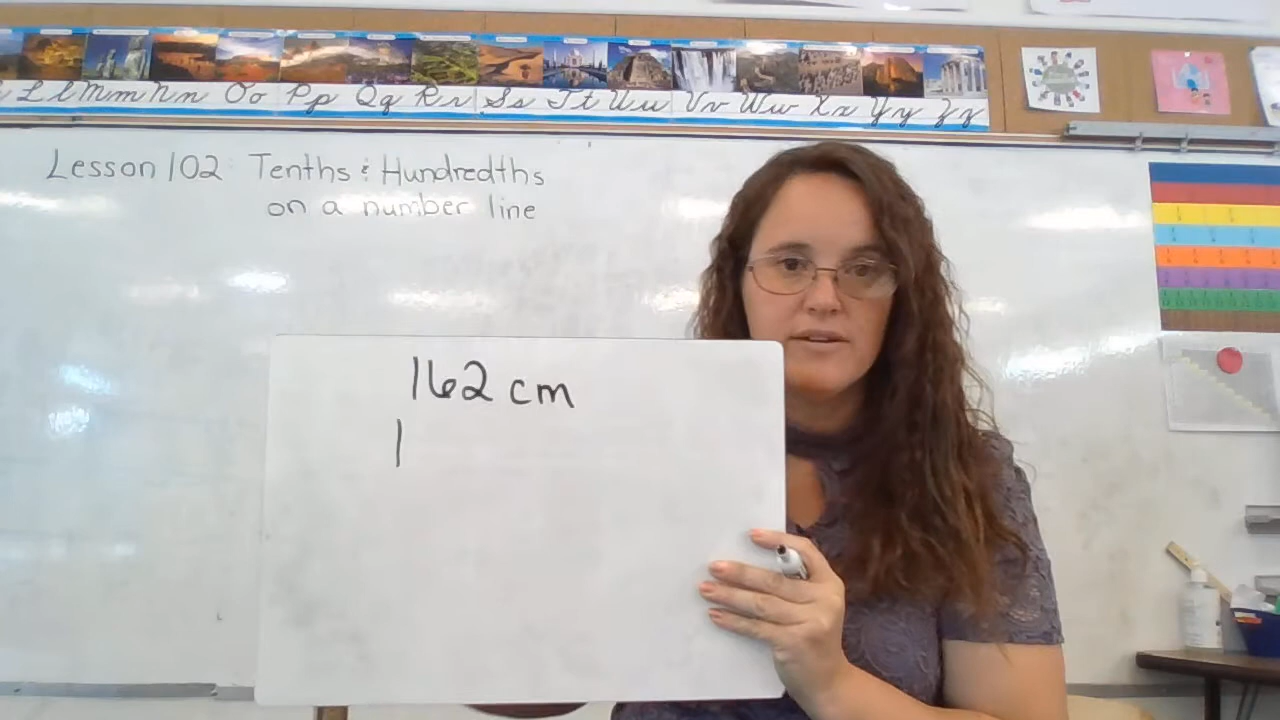 Ll Mm Nn Oo Pp Qq Rr Ss Tt Uu Vv Ww Xx Yy Zz
Lesson 102: Tenths & Hundredths
on a number line
162 cm
1